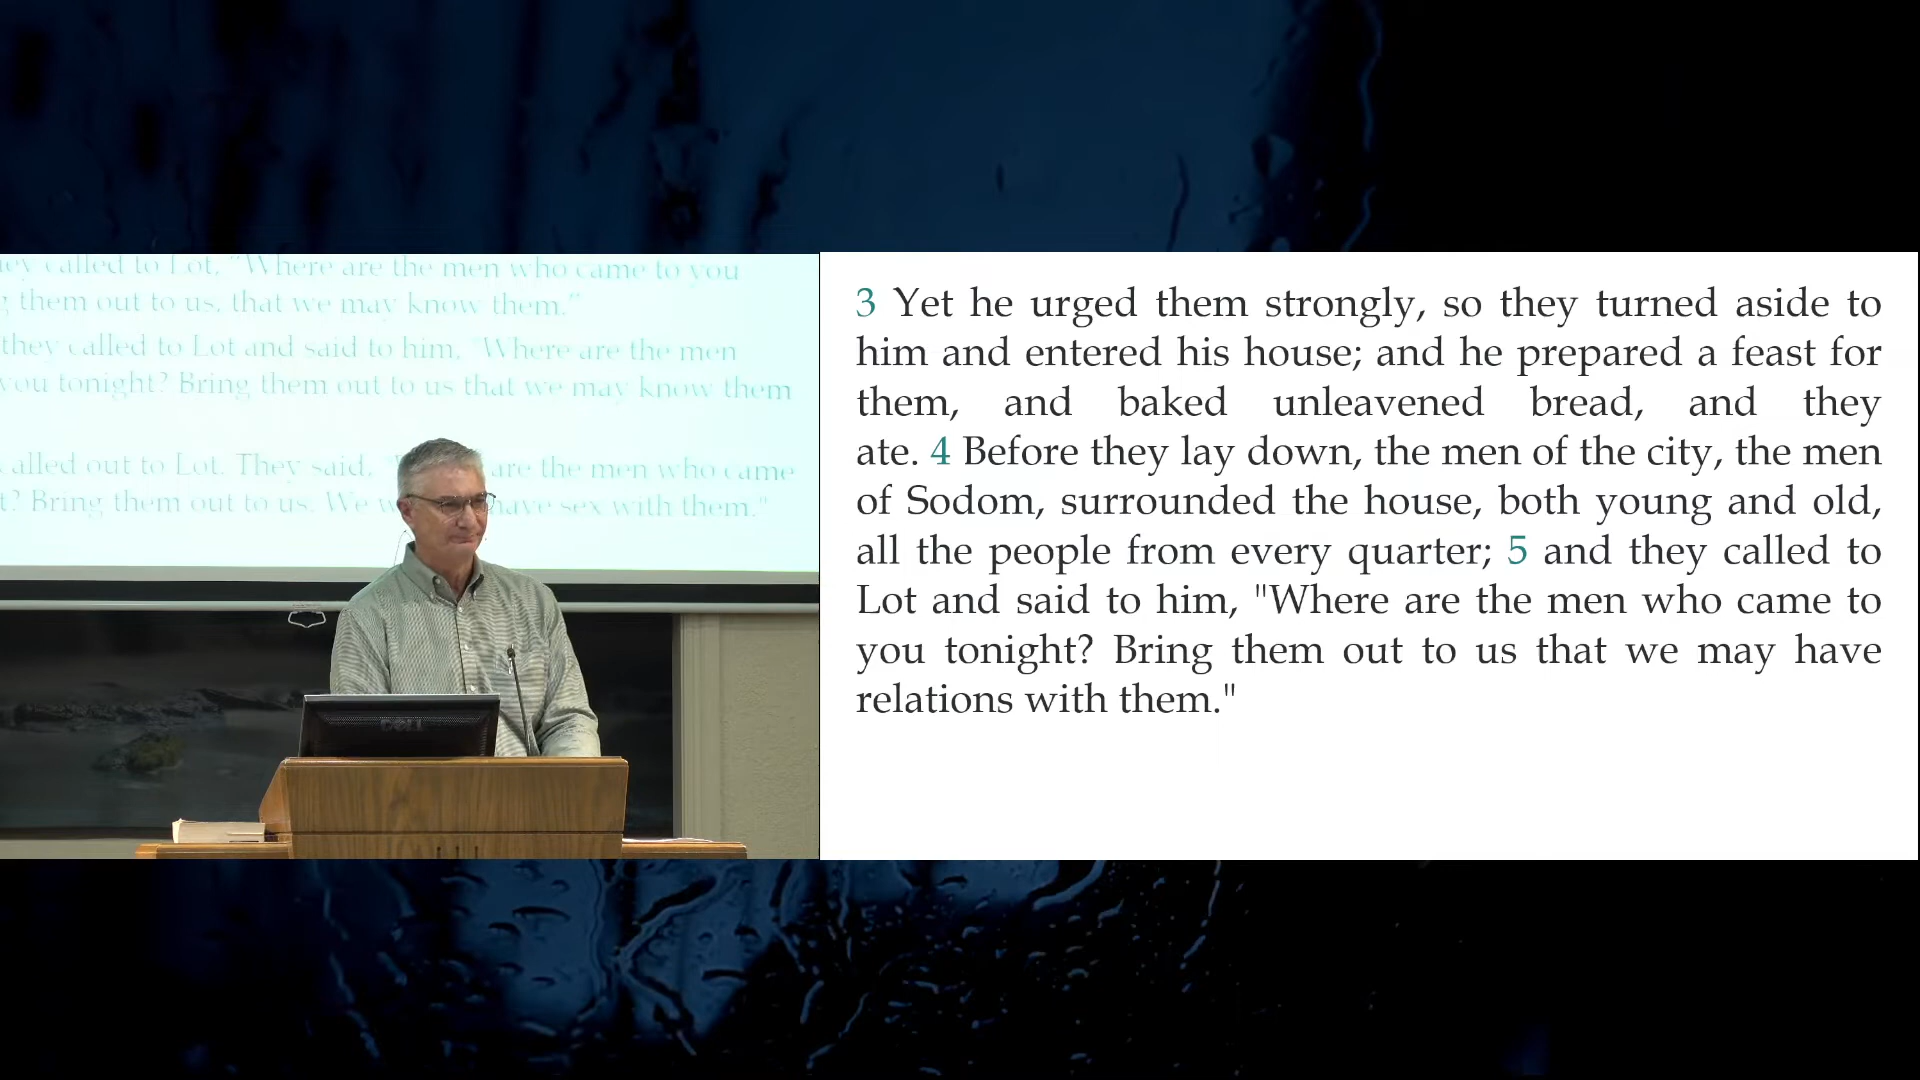 ey called to Lot, "Where are the men who came to you
g them out to us, that we may know them."
they called to Lot and said to him, "Where are the men
you tonight? Bring them out to us that we may know them
alled out to Lot. They said, are the men who came
t? Bring them out to us. We w have sex with them."
DELL
3 Yet he urged them strongly, so they turned aside to
him and entered his house; and he prepared a feast for
them, and baked unleavened bread, and they
ate. 4 Before they lay down, the men of the city, the men
of Sodom, surrounded the house, both young and old,
all the people from every quarter; 5 and they called to
Lot and said to him, "Where are the men who came to
you tonight? Bring them out to us that we may have
relations with them."